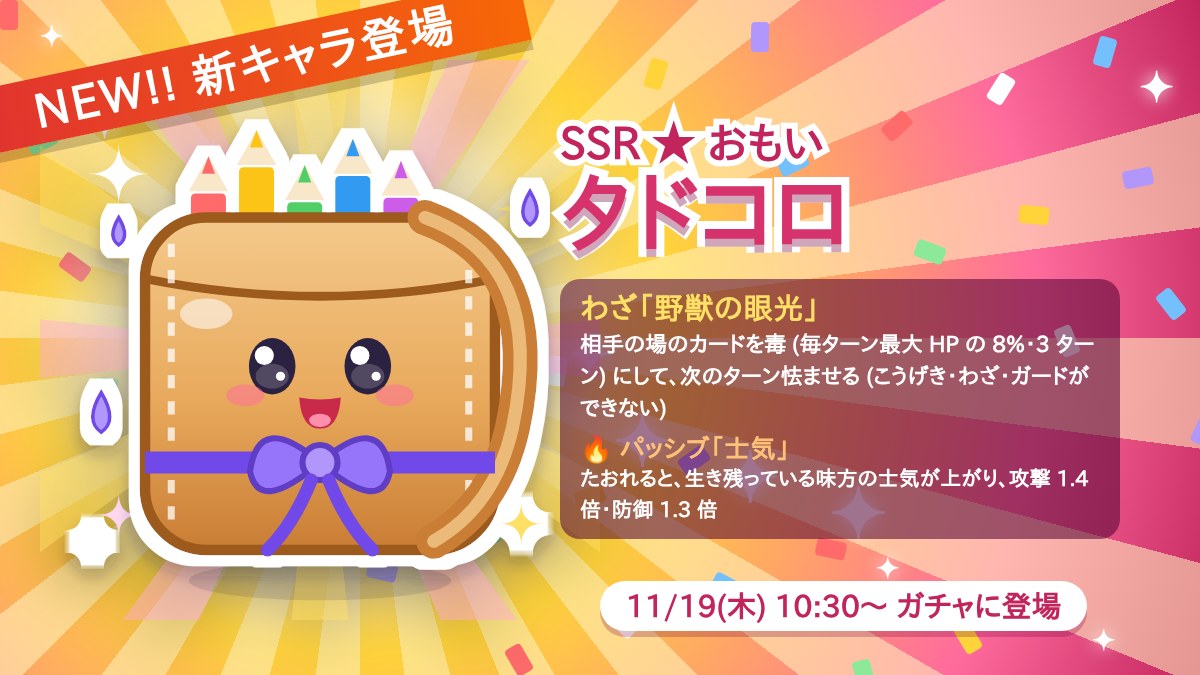 NEW!! 新キャラ登場
SSR ★ おもい
タドコロ
わざ「野獣の眼光」
相手の場のカードを毒 (毎ターン最大 HP の 8%・3 ター
ン) にして、次のターン怯ませる (こうげき・わざ・ガードが
できない)
🔥 パッシブ「士気」
たおれると、生き残っている味方の士気が上がり、攻撃 1.4
倍・防御 1.3 倍
11/19(木) 10:30〜 ガチャに登場